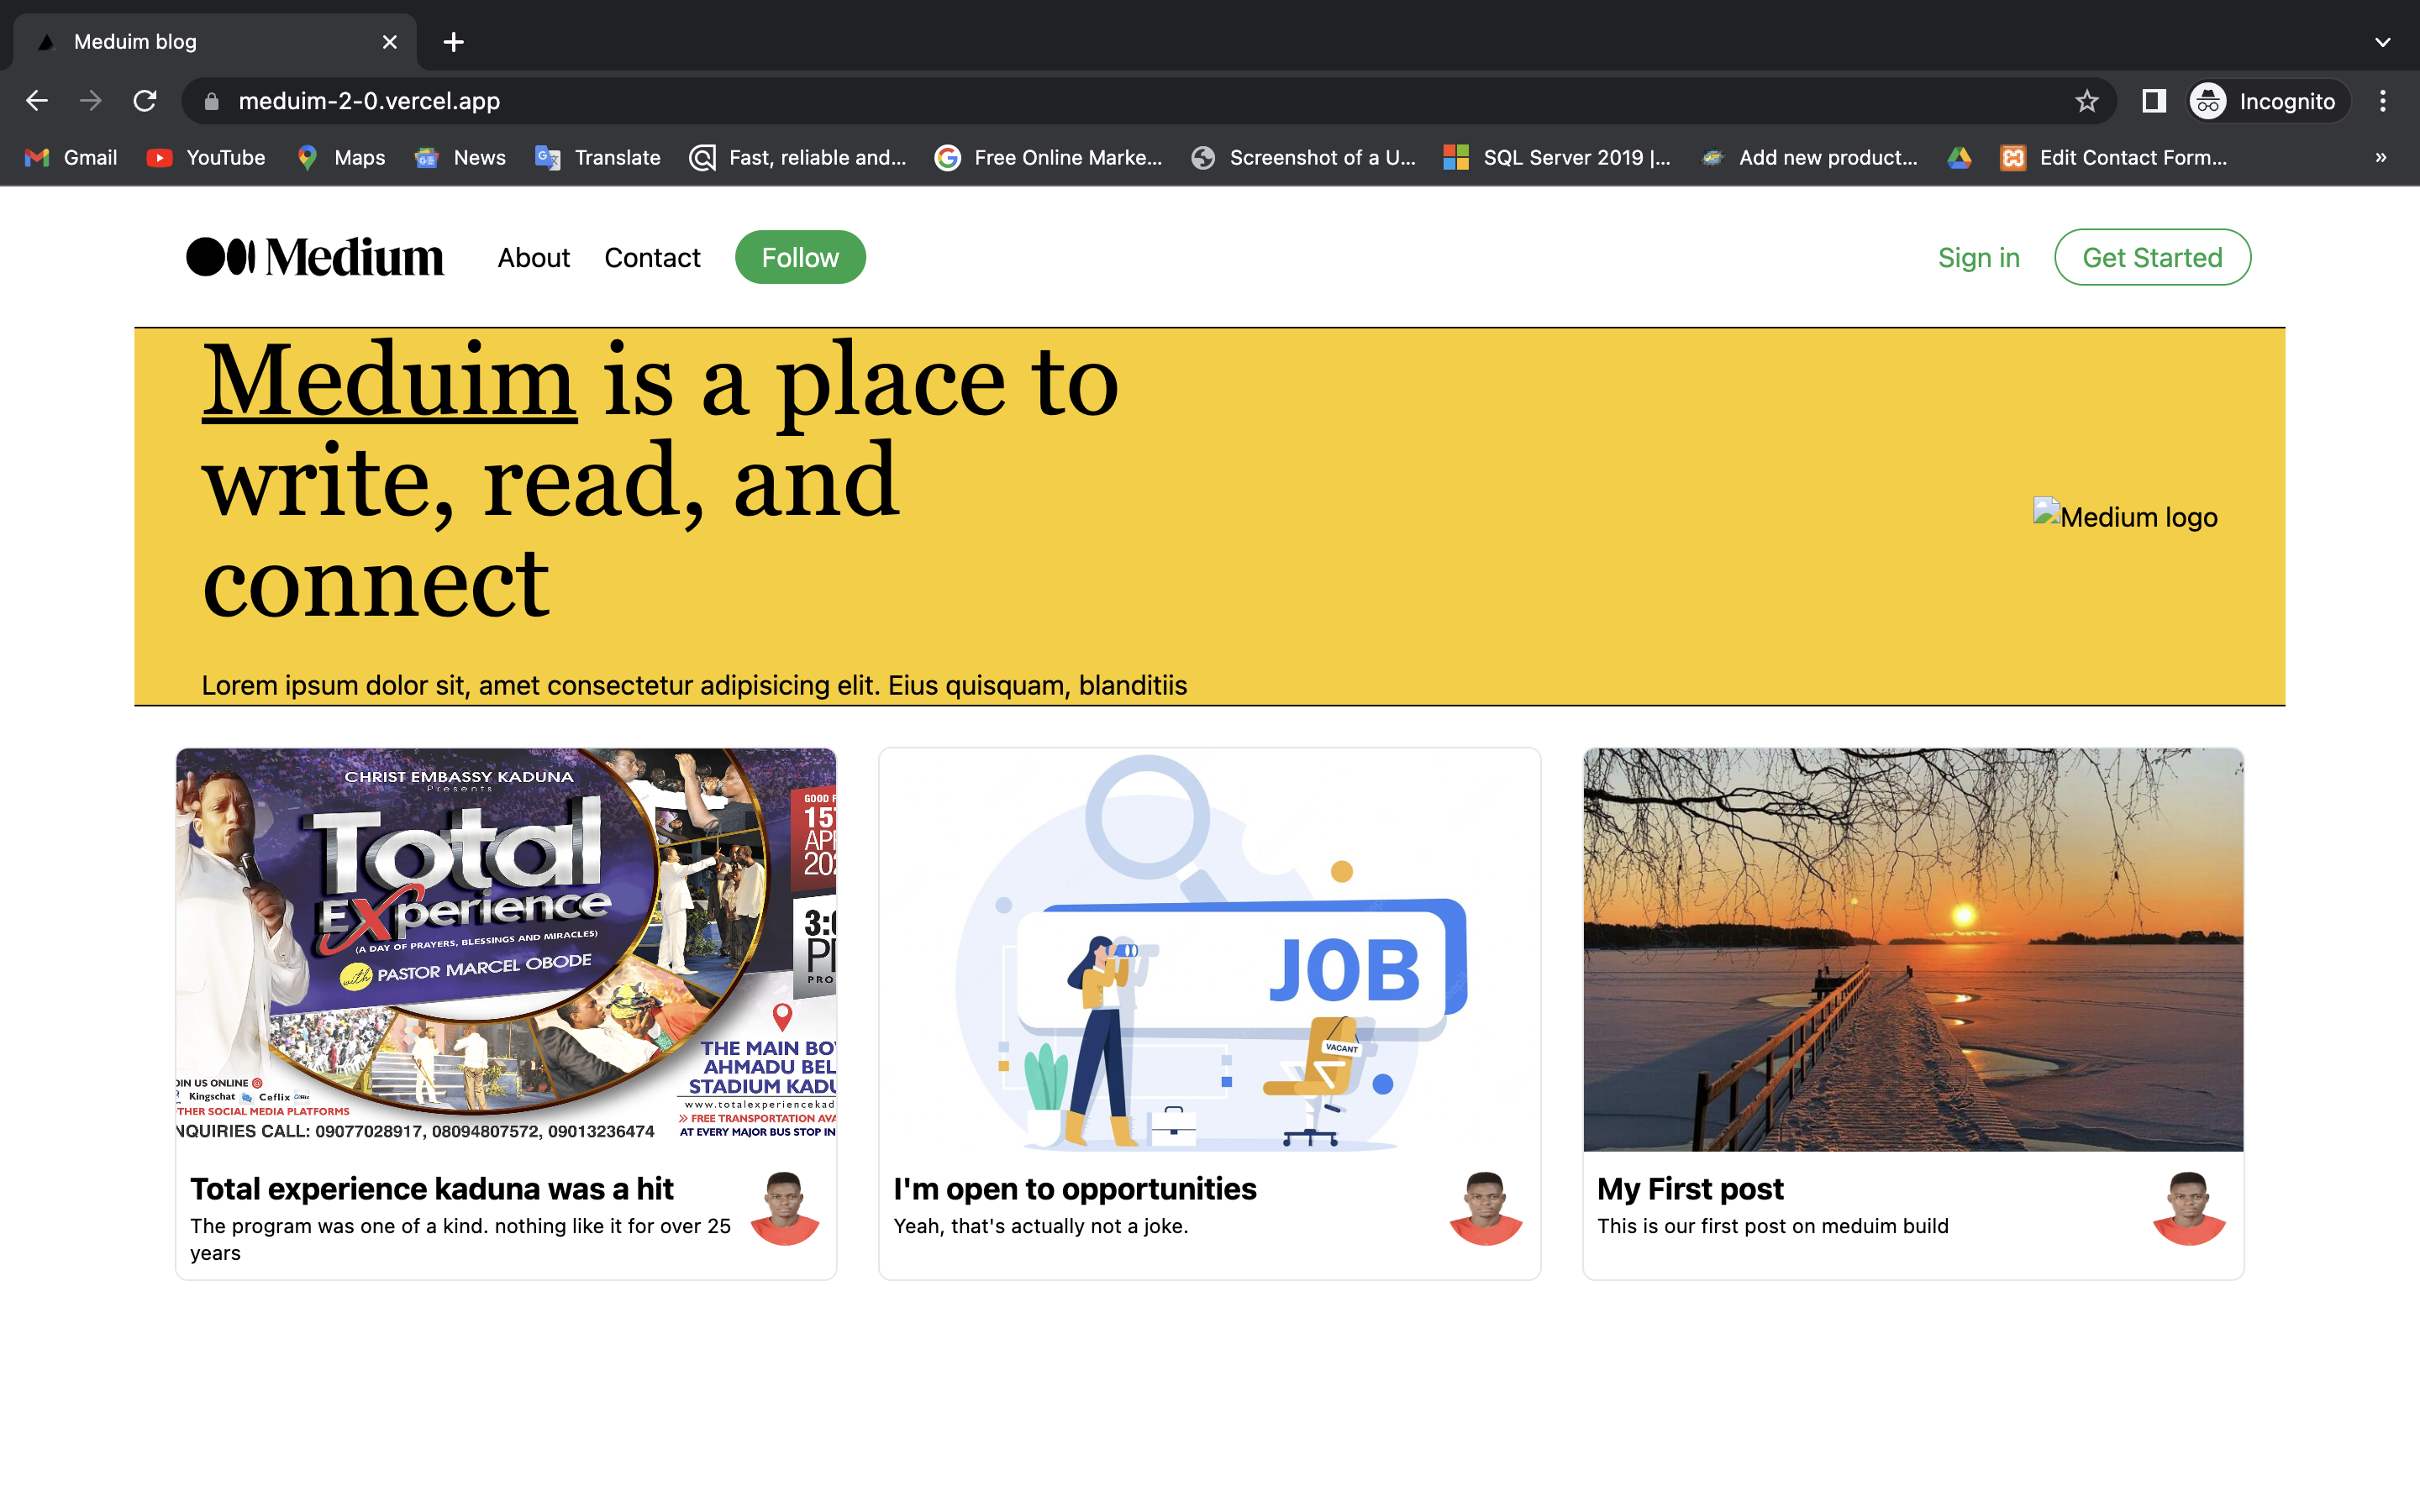 Meduim blog
meduim-2-0.vercel.app
Incognito
Gmail YouTube Maps News Translate Fast, reliable and... Free Online Marke... Screenshot of a U... SQL Server 2019 |... Add new product... Edit Contact Form... »
Medium About Contact Follow Sign in Get Started
Meduim is a place to
write, read, and
connect
Medium logo
Lorem ipsum dolor sit, amet consectetur adipisicing elit. Eius quisquam, blanditiis
CHRIST EMBASSY KADUNA
Presents
Total
Experience
(A DAY OF PRAYERS, BLESSINGS AND MIRACLES)
with PASTOR MARCEL OBODE
GOOD F
15
APR
202
3:0
PRO
THE MAIN BO
AHMADU BEL
STADIUM KADU
www.totalexperiencekad
>> FREE TRANSPORTATION AVA
AT EVERY MAJOR BUS STOP IN
OIN US ONLINE
Kingschat Ceflix
THER SOCIAL MEDIA PLATFORMS
NQUIRIES CALL: 09077028917, 08094807572, 09013236474
Total experience kaduna was a hit
The program was one of a kind. nothing like it for over 25
years
JOB
VACANT
I'm open to opportunities
Yeah, that's actually not a joke.
My First post
This is our first post on meduim build